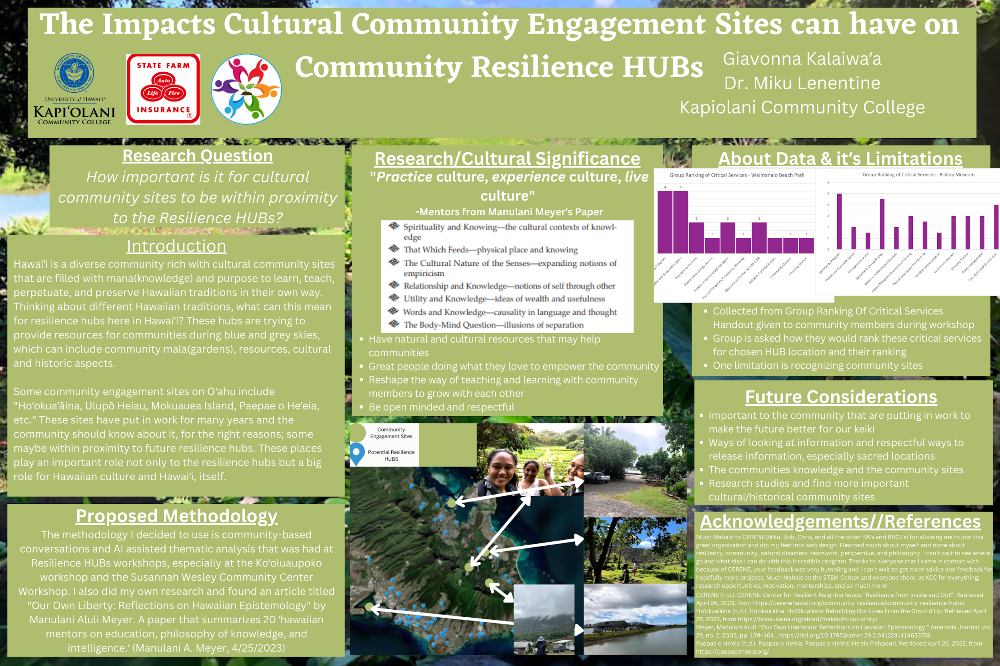 The Impacts Cultural Community Engagement Sites can have on
Community Resilience HUBs
Giavonna Kalaiwaʻa
Dr. Miku Lenentine
Kapiolani Community College
UNIVERSITY of HAWAIʻI®
KAPIʻOLANI
COMMUNITY COLLEGE
STATE FARM
Auto
Life Fire
INSURANCE
®
Research Question
How important is it for cultural
community sites to be within proximity
to the Resilience HUBs?
Introduction
Hawaiʻi is a diverse community rich with cultural community sites
that are filled with mana(knowledge) and purpose to learn, teach,
perpetuate, and preserve Hawaiian traditions in their own way.
Thinking about different Hawaiian traditions, what can this mean
for resilience hubs here in Hawaiʻi? These hubs are trying to
provide resources for communities during blue and grey skies,
which can include community mala(gardens), resources, cultural
and historic aspects.
Some community engagement sites on O'ahu include
“Hoʻokuaʻāina, Ulupō Heiau, Mokuauea Island, Paepae o Heʻeia,
etc." These sites have put in work for many years and the
community should know about it, for the right reasons; some
maybe within proximity to future resilience hubs. These places
play an important role not only to the resilience hubs but a big
role for Hawaiian culture and Hawaiʻi, itself.
Proposed Methodology
The methodology I decided to use is community-based
conversations and AI assisted thematic analysis that was had at
Resilience HUBs workshops, especially at the Koʻoluaupoko
workshop and the Susannah Wesley Community Center
Workshop. I also did my own research and found an article titled
"Our Own Liberty: Reflections on Hawaiian Epistemology" by
Manulani Aluli Meyer. A paper that summarizes 20 ʻhawaiian
mentors on education, philosophy of knowledge, and
intelligence.ʻ (Manulani A. Meyer, 4/25/2023)
Research/Cultural Significance
"Practice culture, experience culture, live
culture"
-Mentors from Manulani Meyerʻs Paper
Spirituality and Knowing—the cultural contexts of knowl-
edge
That Which Feeds—physical place and knowing
The Cultural Nature of the Senses—expanding notions of
empiricism
Relationship and Knowledge—notions of self through other
Utility and Knowledge—ideas of wealth and usefulness
Words and Knowledge—causality in language and thought
The Body-Mind Question—illusions of separation
• Have natural and cultural resources that may help
communities
• Great people doing what they love to empower the community
• Reshape the way of teaching and learning with community
members to grow with each other
• Be open minded and respectful
Community
Engagement Sites
Potential Resilience
HUBS
About Data & itʻs Limitations
Group Ranking of Critical Services - Waimanalo Beach Park
4 4 2 1 2 1 2 1 1 1
y Program
ble and Accessible Space
Emergency First Aid
Sustainable Energy Source
Access to water/essential needs
Hazard Mitigation/Emergency Planning
Operational Center for HM & ER
Reliable Communication
Community Garden
Charging Station
Group Ranking of Critical Services - Bishop Museum
6
5
4
3
2
1
0
Community Program
Visible and Accessible Space
Emergency First Aid
Sustainable Energy Source
Access to water/essential needs
Hazard Mitigation/Emergency Planning
Operational Center for HM & ER
Reliable Communication
Community Garden
Charging Station
Waste management
Toxicity/Contamination Risk
• Collected from Group Ranking Of Critical Services
Handout given to community members during workshop
• Group is asked how they would rank these critical services
for chosen HUB location and their ranking
• One limitation is recognizing community sites
Future Considerations
• Important to the community that are putting in work to
make the future better for our keiki
• Ways of looking at information and respectful ways to
release information, especially sacred locations
• The communities knowledge and the community sites
• Research studies and find more important
cultural/historical community sites
Acknowledgements//References
Much Mahalo to CERENE(Miku, Bob, Chris, and all the other RA's and RRCL's) for allowing me to join this
great organization and dip my feet into web design. I learned much about myself and more about
resiliency, community, natural disasters, teamwork, perspective, and philosophy. I can't wait to see where I
go and what else I can do with this incredible program. Thanks to everyone that I came in contact with
because of CERENE, your feedback was very humbling and I can't wait to get more advice and feedback for
hopefully more projects. Much Mahalo to the STEM Center and everyone there, at KCC for everything;
research opportunities, motivation, mentorships, and so much more!
CERENE (n.d.). CERENE: Center for Resilient Neighborhoods "Resilience from Inside and Out". Retrieved
April 26, 2023, from https://cerenehawaii.org/community-resilience/community-resilience-hubs/
Hoʻokuaʻāina (n.d.). Hoʻokuaʻāina. HoʻOkuaʻāina: Rebuilding Our Lives From the Ground Up. Retrieved April
26, 2023, from https://hookuaaina.org/about/makaluhi-our-story/
Meyer, Manulani Aluli. “Our Own Liberation: Reflections on Hawaiian Epistemology.” Amerasia Journal, vol.
29, no. 2, 2003, pp. 139–164., https://doi.org/10.17953/amer.29.2.6412231414633728.
Paepae o Heʻeia (n.d.). Paepae o Heʻeia. Paepae o Heʻeia: Heʻeia Fishpond. Retrieved April 26, 2023, from
https://paepaeoheeia.org/